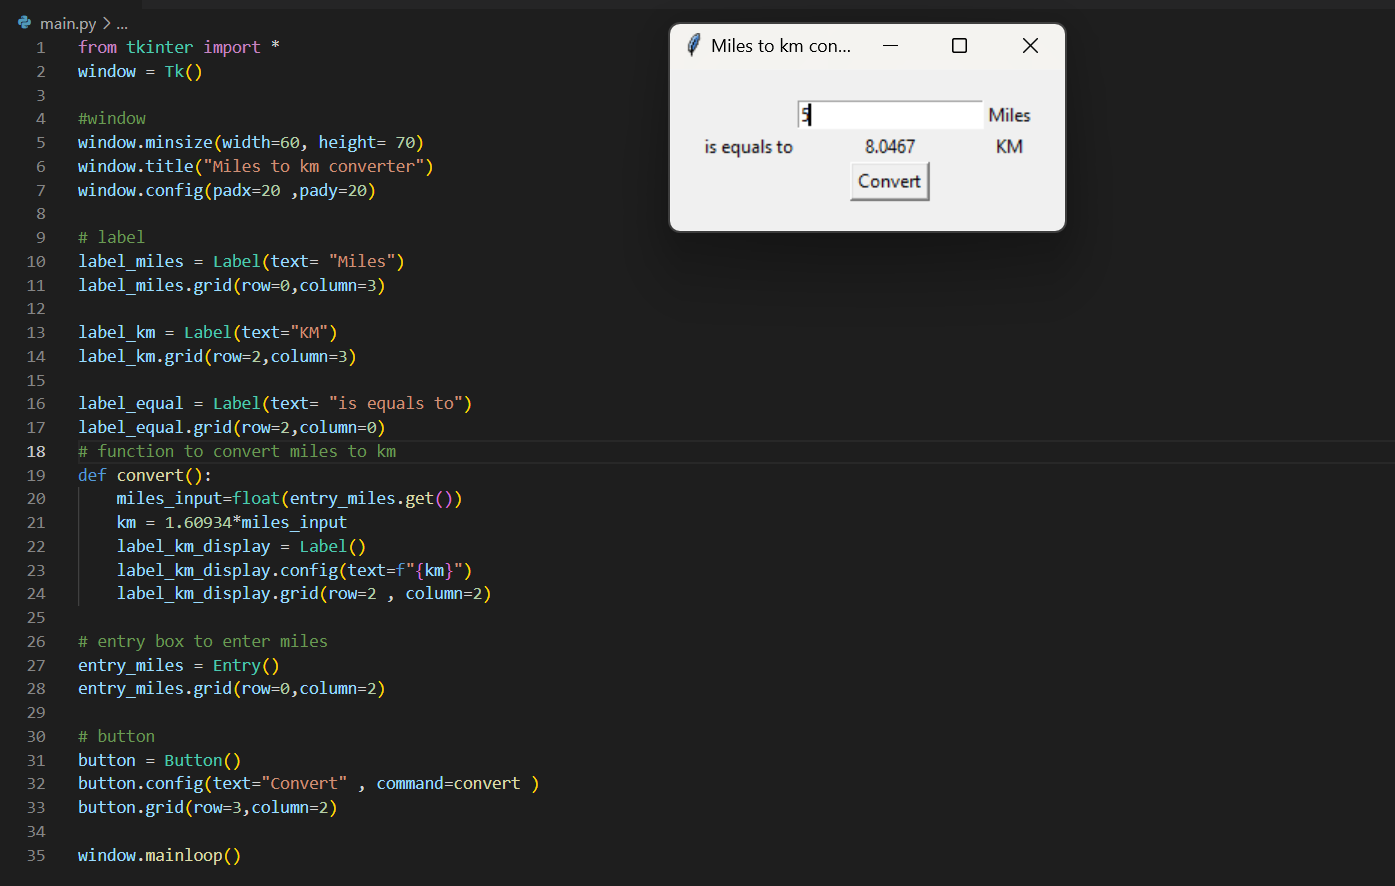 main.py > ...
1 from tkinter import *
2 window = Tk()
3
4 #window
5 window.minsize(width=60, height= 70)
6 window.title("Miles to km converter")
7 window.config(padx=20 ,pady=20)
8
9 # label
10 label_miles = Label(text= "Miles")
11 label_miles.grid(row=0,column=3)
12
13 label_km = Label(text="KM")
14 label_km.grid(row=2,column=3)
15
16 label_equal = Label(text= "is equals to")
17 label_equal.grid(row=2,column=0)
18 # function to convert miles to km
19 def convert():
20     miles_input=float(entry_miles.get())
21     km = 1.60934*miles_input
22     label_km_display = Label()
23     label_km_display.config(text=f"{km}")
24     label_km_display.grid(row=2 , column=2)
25
26 # entry box to enter miles
27 entry_miles = Entry()
28 entry_miles.grid(row=0,column=2)
29
30 # button
31 button = Button()
32 button.config(text="Convert" , command=convert )
33 button.grid(row=3,column=2)
34
35 window.mainloop()
Miles to km con...
5 Miles
is equals to 8.0467 KM
Convert